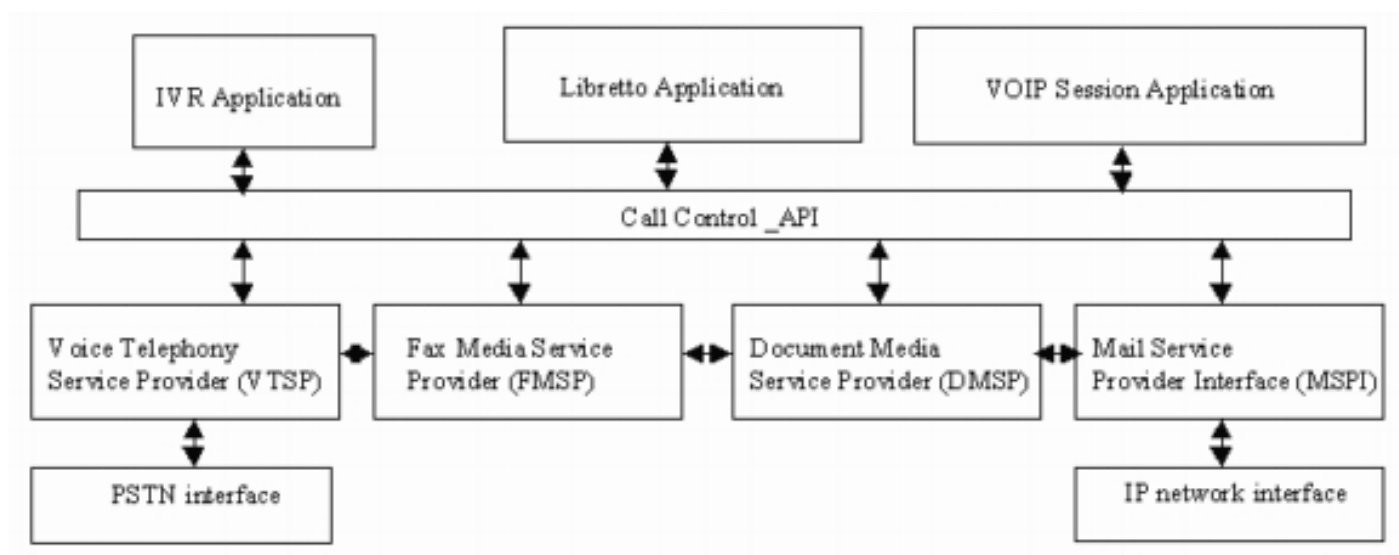 IVR Application
Libretto Application
VOIP Session Application
Call Control _API
Voice Telephony
Service Provider (VTSP)
Fax Media Service
Provider (FMSP)
Document Media
Service Provider (DMSP)
Mail Service
Provider Interface (MSPI)
PSTN interface
IP network interface